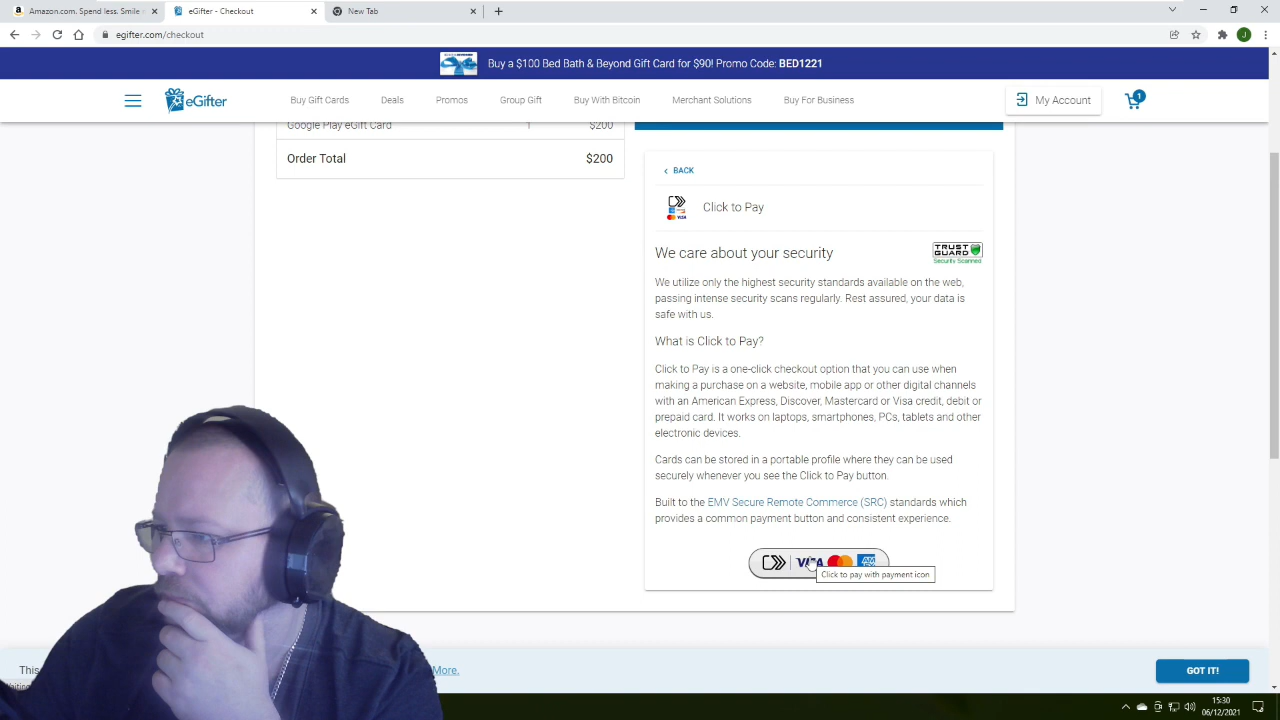 Amazon.com. Spend less. Smile
eGifter - Checkout
New Tab
egifter.com/checkout
J
Buy a $100 Bed Bath & Beyond Gift Card for $90! Promo Code: BED1221
eGifter
Buy Gift Cards
Deals
Promos
Group Gift
Buy With Bitcoin
Merchant Solutions
Buy For Business
My Account
1
Google Play eGift Card 1 $200
Order Total $200
BACK
Click to Pay
We care about your security
TRUST GUARD
Security Scanned
We utilize only the highest security standards available on the web,
passing intense security scans regularly. Rest assured, your data is
safe with us.
What is Click to Pay?
Click to Pay is a one-click checkout option that you can use when
making a purchase on a website, mobile app or other digital channels
with an American Express, Discover, Mastercard or Visa credit, debit or
prepaid card. It works on laptops, smartphones, PCs, tablets and other
electronic devices.
Cards can be stored in a portable profile where they can be used
securely whenever you see the Click to Pay button.
Built to the EMV Secure Remote Commerce (SRC) standards which
provides a common payment button and consistent experience.
VISA
Click to pay with payment icon
This
More.
GOT IT!
15:30
06/12/2021